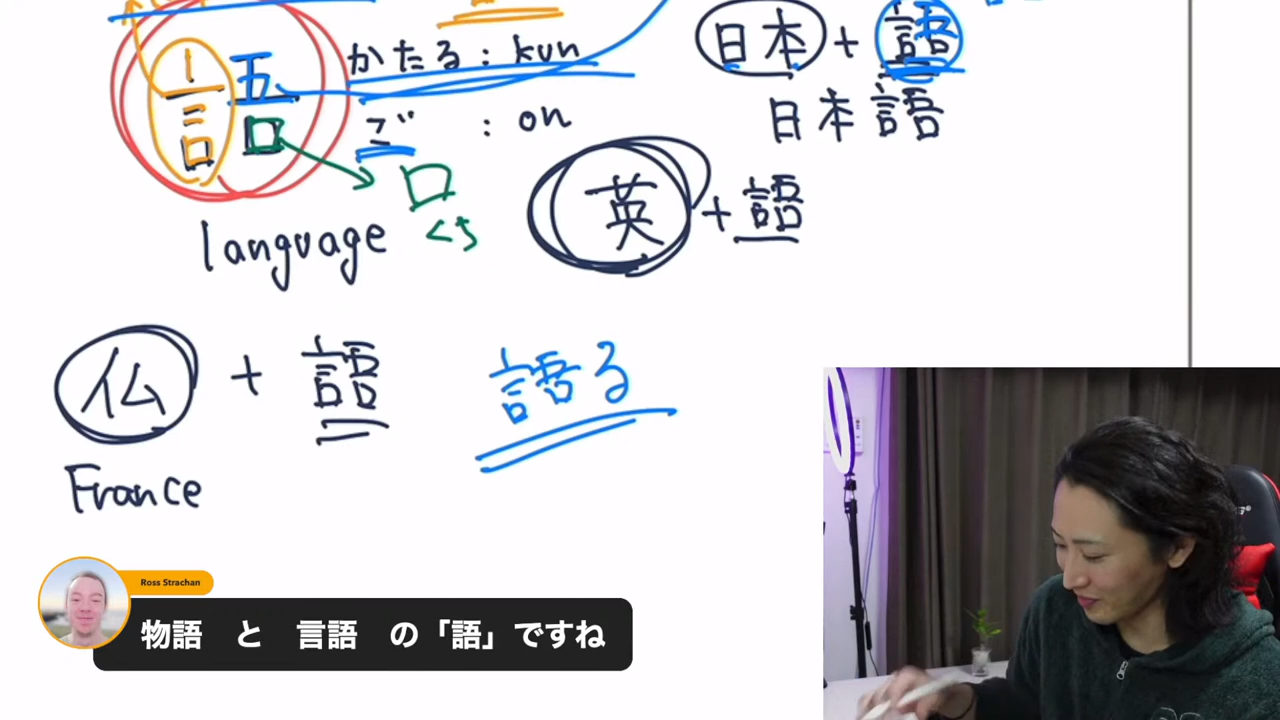 言五口
かたる : kun
ご : on
language
口
くち
日本 + 語
日本語
英 + 語
仏 + 語
France
語る
Ross Strachan
物語 と 言語 の「語」ですね